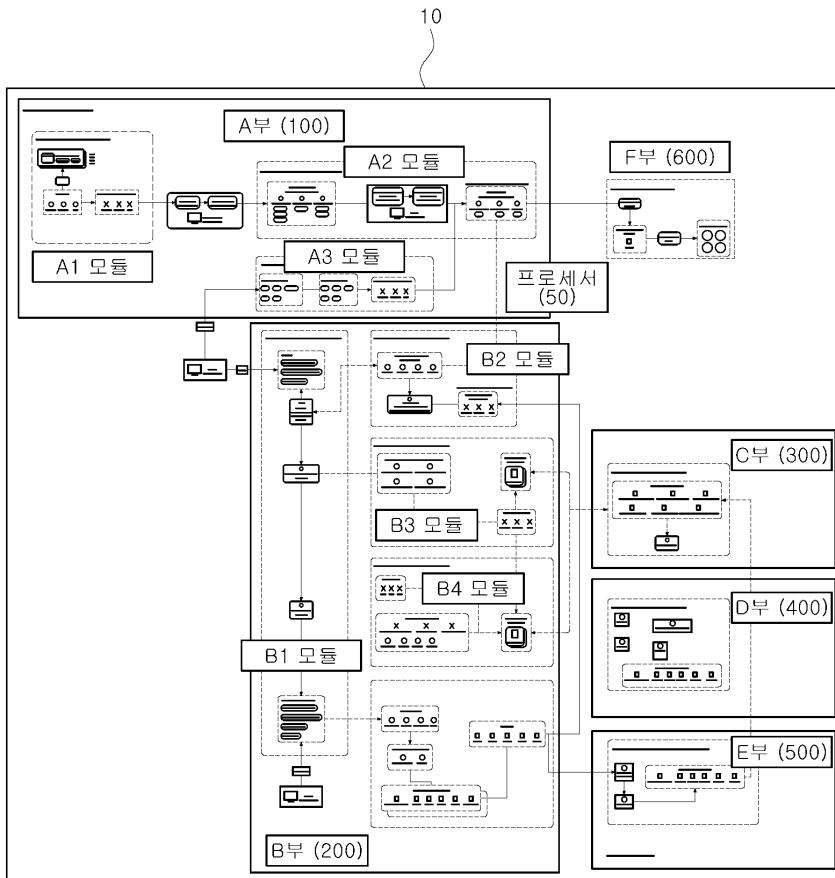 10
A부 (100)
A2 모듈
F부 (600)
A1 모듈
A3 모듈
프로세서
(50)
B2 모듈
C부 (300)
B3 모듈
B4 모듈
D부 (400)
B1 모듈
E부 (500)
B부 (200)